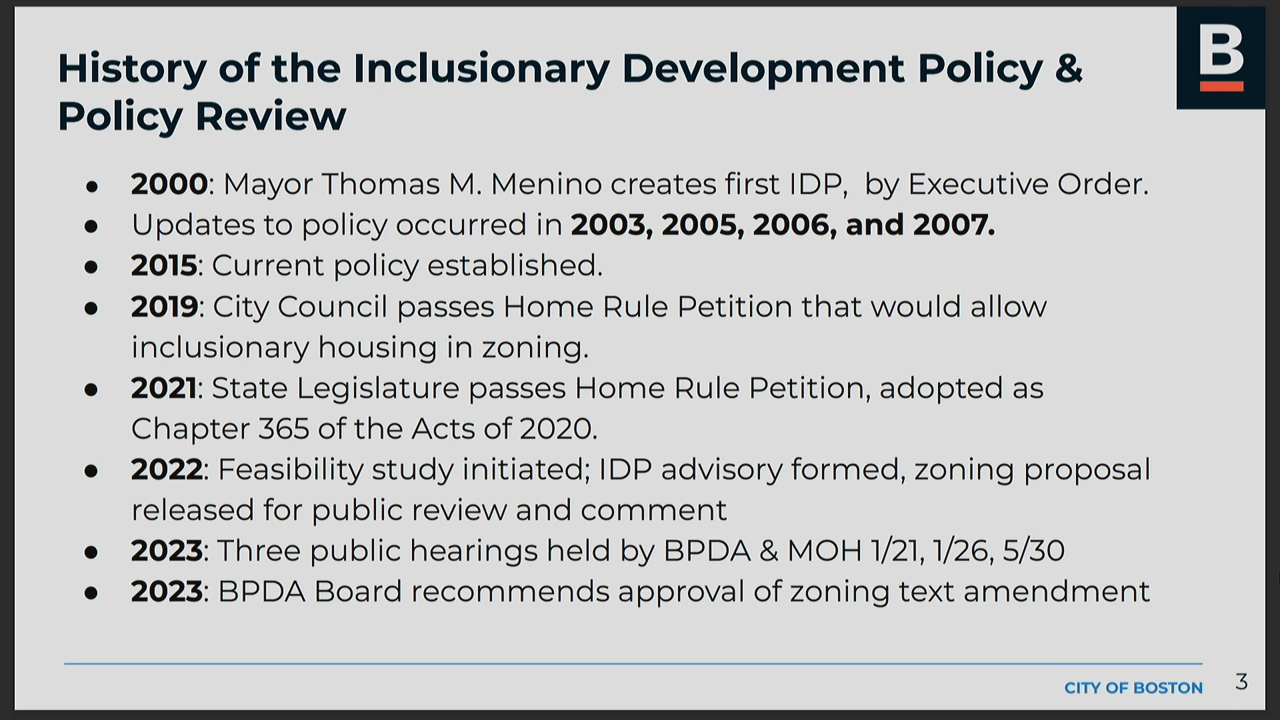 History of the Inclusionary Development Policy &
Policy Review
B
● 2000: Mayor Thomas M. Menino creates first IDP,  by Executive Order.
● Updates to policy occurred in 2003, 2005, 2006, and 2007.
● 2015: Current policy established.
● 2019: City Council passes Home Rule Petition that would allow
inclusionary housing in zoning.
● 2021: State Legislature passes Home Rule Petition, adopted as
Chapter 365 of the Acts of 2020.
● 2022: Feasibility study initiated; IDP advisory formed, zoning proposal
released for public review and comment
● 2023: Three public hearings held by BPDA & MOH 1/21, 1/26, 5/30
● 2023: BPDA Board recommends approval of zoning text amendment
CITY OF BOSTON 3